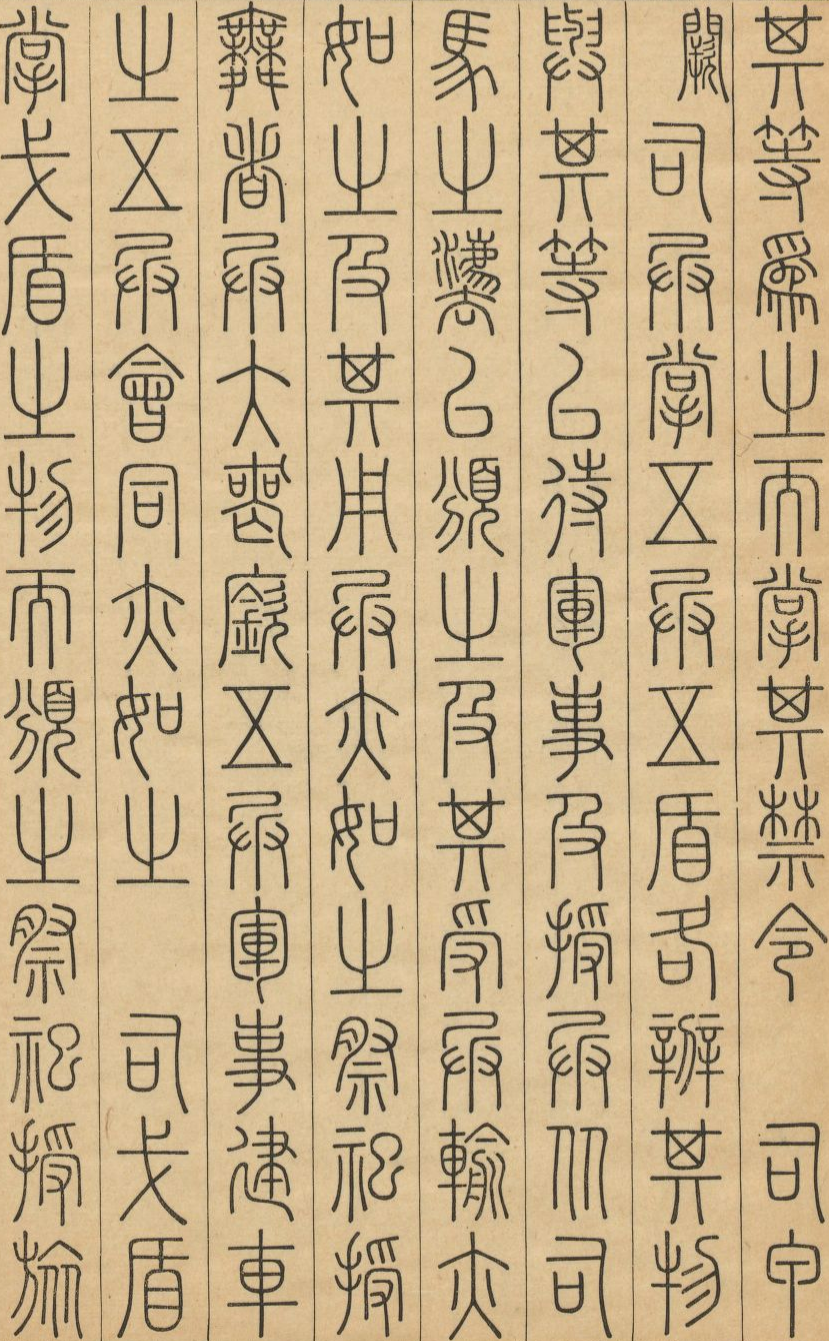 其等爲之而掌其禁令　司甲
闕　司兵掌五兵五盾各辨其物
與其等以待軍事及授兵从司
馬之灋以頒之及其受兵輸亦
如之及其用兵亦如之祭祀授
舞者兵大喪廞五兵軍事建車
之五兵會同亦如之　司戈盾
掌戈盾之物而頒之祭祀授旅